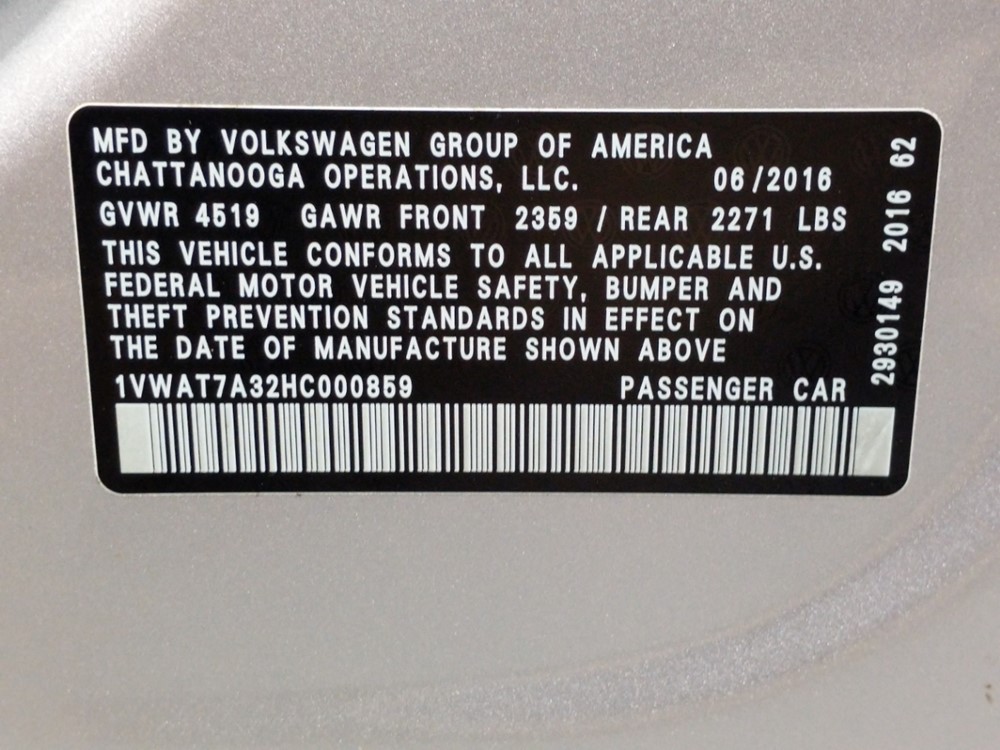 MFD BY VOLKSWAGEN GROUP OF AMERICA
CHATTANOOGA OPERATIONS, LLC. 06/2016
GVWR 4519 GAWR FRONT 2359 / REAR 2271 LBS
THIS VEHICLE CONFORMS TO ALL APPLICABLE U.S.
FEDERAL MOTOR VEHICLE SAFETY, BUMPER AND
THEFT PREVENTION STANDARDS IN EFFECT ON
THE DATE OF MANUFACTURE SHOWN ABOVE
1VWAT7A32HC000859 PASSENGER CAR
2930149 2016 62